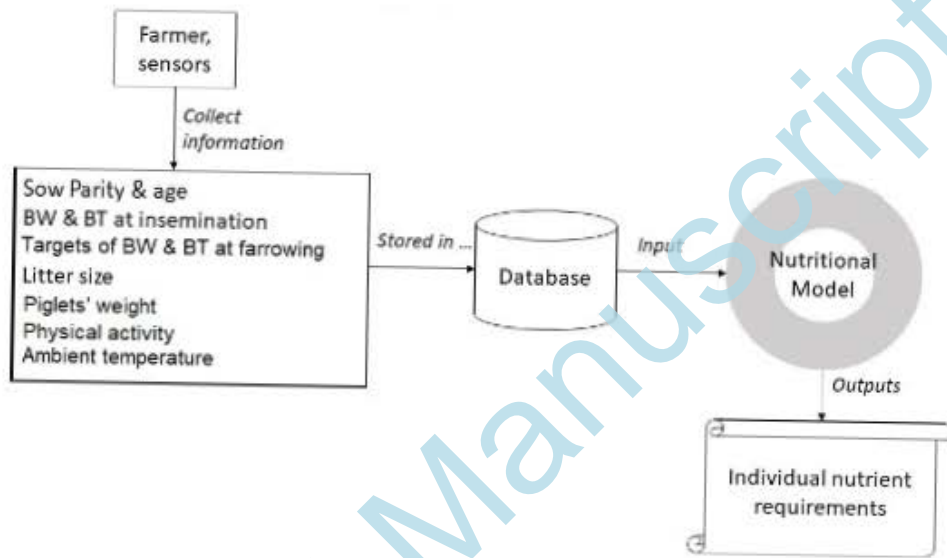 Farmer,
sensors
Collect
information
Sow Parity & age
BW & BT at insemination
Targets of BW & BT at farrowing
Litter size
Piglets' weight
Physical activity
Ambient temperature
Stored in ...
Database
Input
Nutritional
Model
Outputs
Individual nutrient
requirements
Manuscript